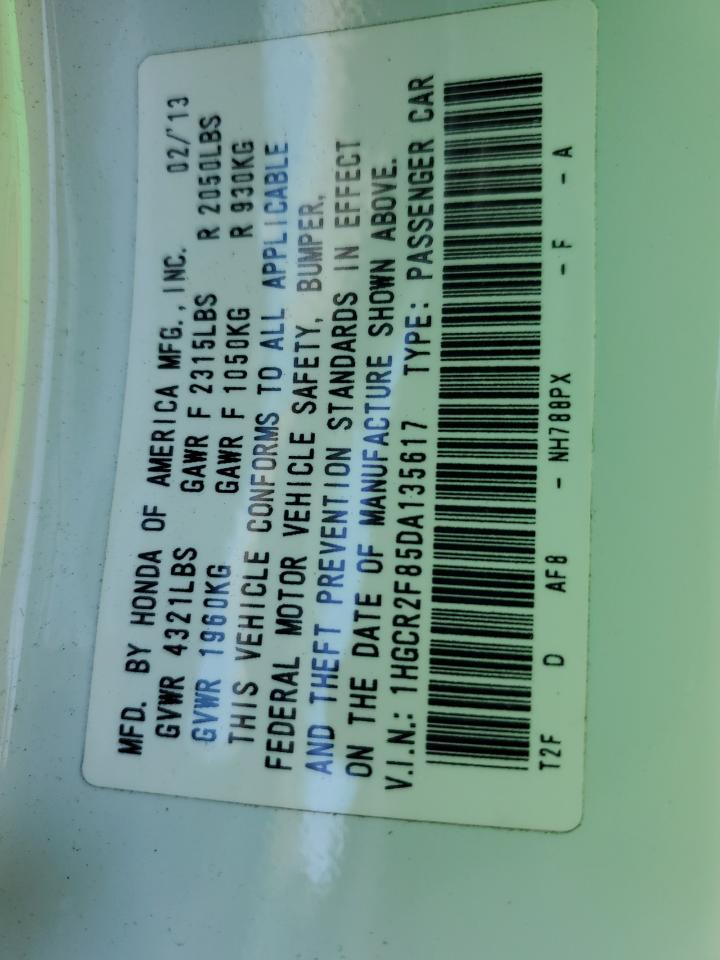 MFD. BY HONDA OF AMERICA MFG., INC. 02/'13
GVWR 4321LBS GAWR F 2315LBS R 2050LBS
GVWR 1960KG GAWR F 1050KG R 930KG
THIS VEHICLE CONFORMS TO ALL APPLICABLE
FEDERAL MOTOR VEHICLE SAFETY, BUMPER,
AND THEFT PREVENTION STANDARDS IN EFFECT
ON THE DATE OF MANUFACTURE SHOWN ABOVE.
V.I.N.: 1HGCR2F85DA135617 TYPE: PASSENGER CAR
T2F D AF8 - NH788PX - F - A